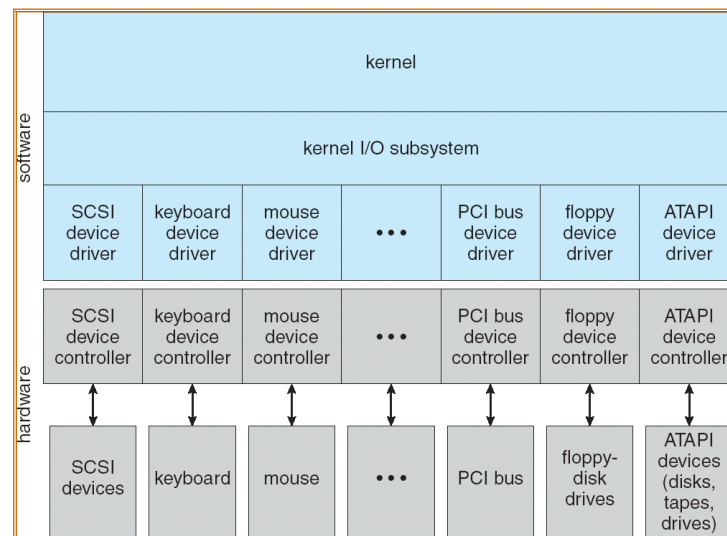 kernel
software
kernel I/O subsystem
SCSI
device
driver
keyboard
device
driver
mouse
device
driver
•••
PCI bus
device
driver
floppy
device
driver
ATAPI
device
driver
hardware
SCSI
device
controller
keyboard
device
controller
mouse
device
controller
•••
PCI bus
device
controller
floppy
device
controller
ATAPI
device
controller
SCSI
devices
keyboard
mouse
•••
PCI bus
floppy-
disk
drives
ATAPI
devices
(disks,
tapes,
drives)